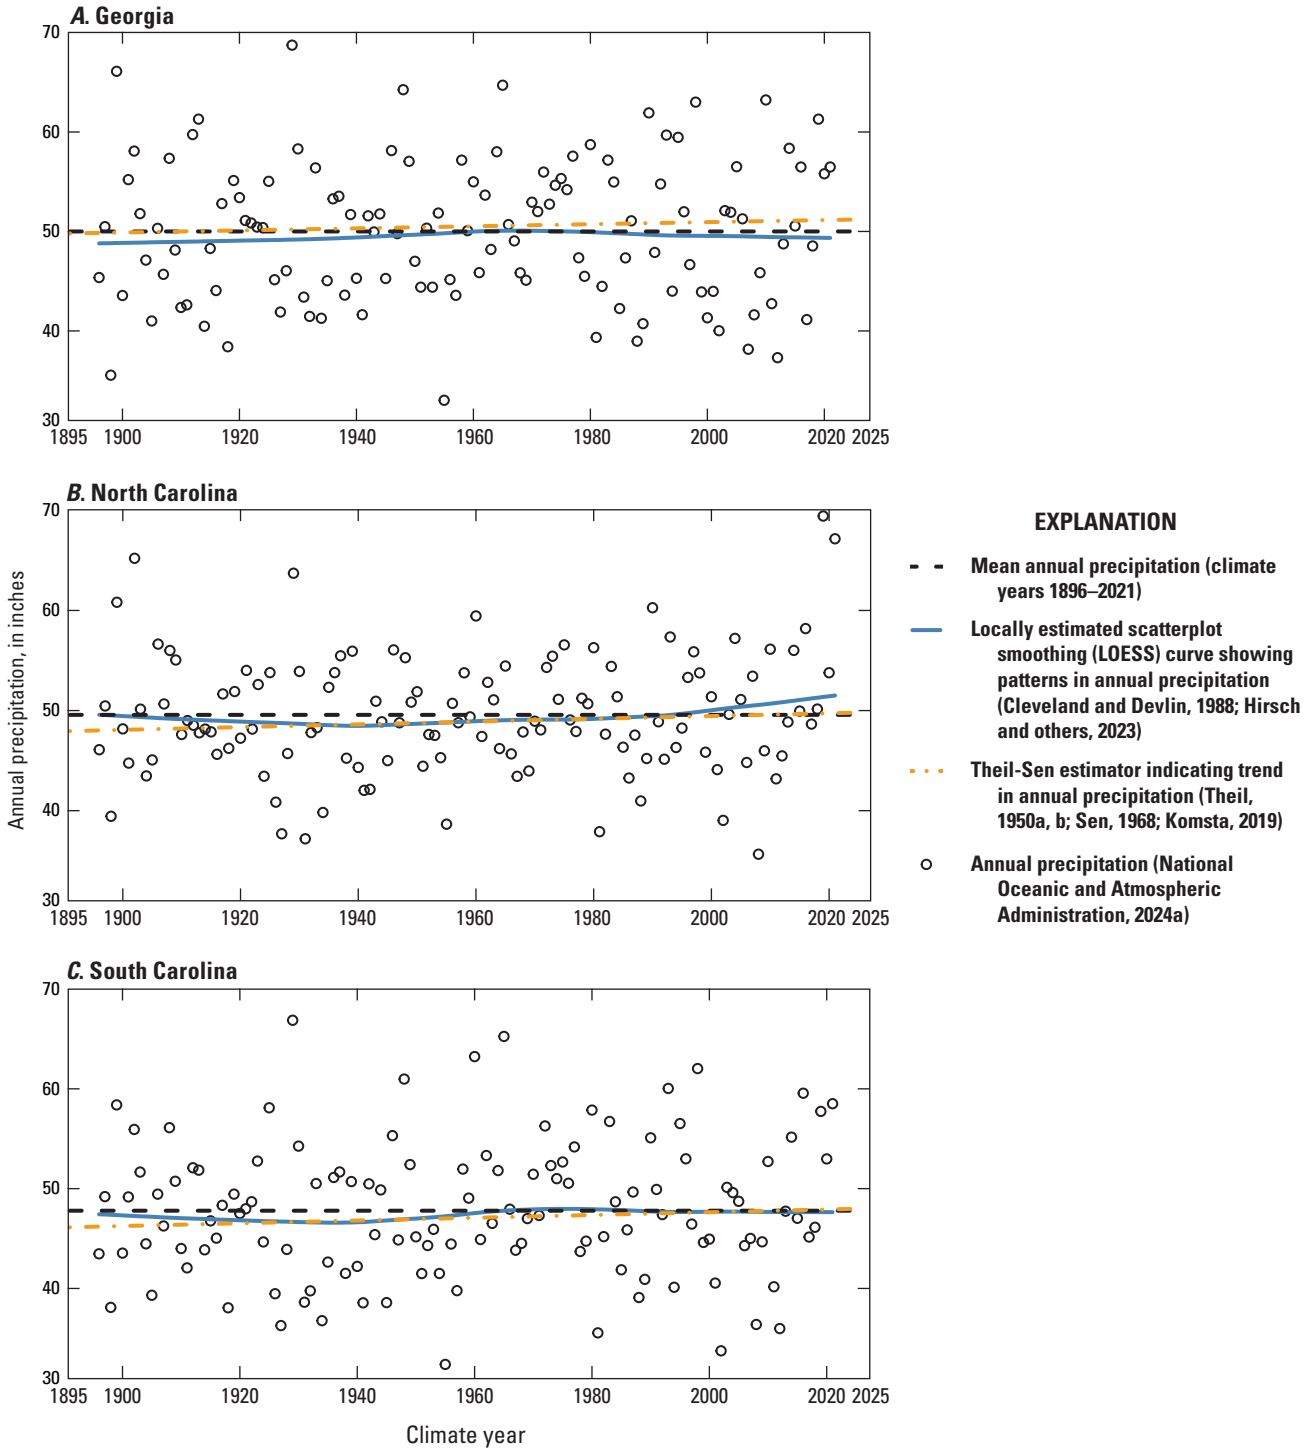 A. Georgia
70
60
50
40
30
1895 1900 1920 1940 1960 1980 2000 2020 2025
B. North Carolina
70
60
50
40
30
1895 1900 1920 1940 1960 1980 2000 2020 2025
Annual precipitation, in inches
C. South Carolina
70
60
50
40
30
1895 1900 1920 1940 1960 1980 2000 2020 2025
Climate year
EXPLANATION
Mean annual precipitation (climate
years 1896–2021)
Locally estimated scatterplot
smoothing (LOESS) curve showing
patterns in annual precipitation
(Cleveland and Devlin, 1988; Hirsch
and others, 2023)
Theil-Sen estimator indicating trend
in annual precipitation (Theil,
1950a, b; Sen, 1968; Komsta, 2019)
Annual precipitation (National
Oceanic and Atmospheric
Administration, 2024a)